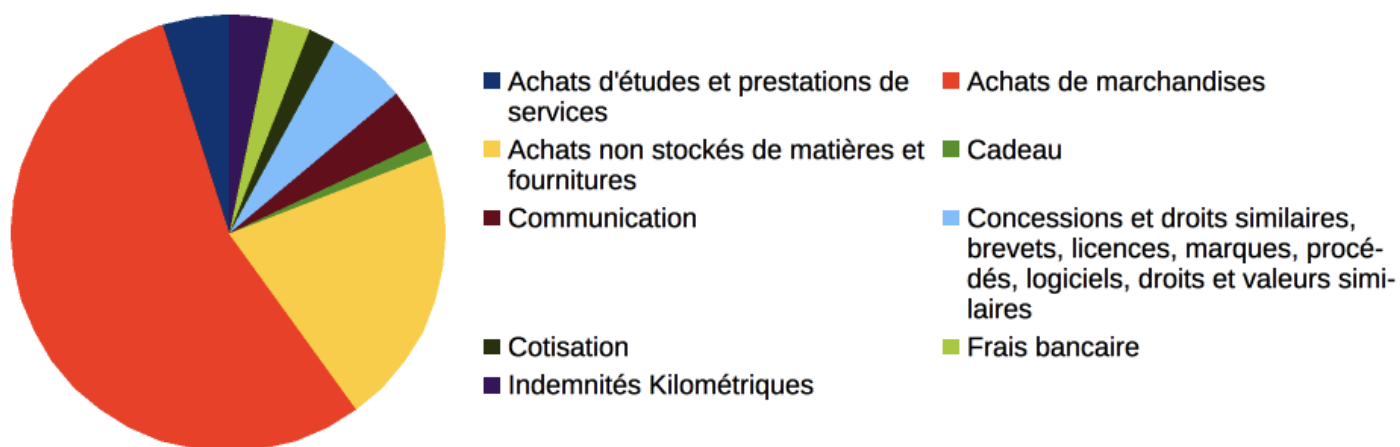 Achats d'études et prestations de
services
Achats de marchandises
Achats non stockés de matières et
fournitures
Cadeau
Communication
Concessions et droits similaires,
brevets, licences, marques, procé-
dés, logiciels, droits et valeurs simi-
laires
Cotisation
Frais bancaire
Indemnités Kilométriques